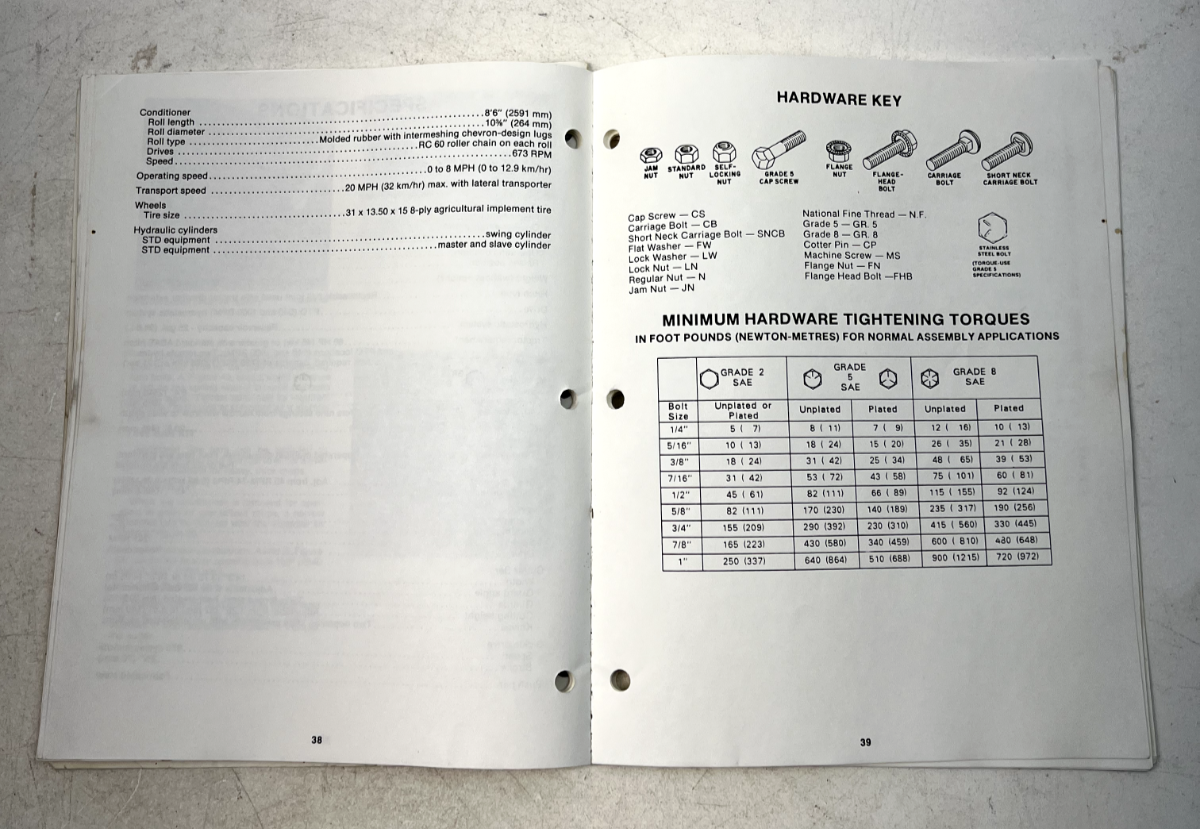 Conditioner
Roll length ........ 8'6" (2591 mm)
Roll diameter ........ 10⅜" (264 mm)
Roll type ........ Molded rubber with intermeshing chevron-design lugs
Drives ........ RC 60 roller chain on each roll
Speed ........ 673 RPM
Operating speed ........ 0 to 8 MPH (0 to 12.9 km/hr)
Transport speed ........ 20 MPH (32 km/hr) max. with lateral transporter
Wheels
Tire size ........ 31 x 13.50 x 15 8-ply agricultural implement tire
Hydraulic cylinders
STD equipment ........ swing cylinder
STD equipment ........ master and slave cylinder
38
HARDWARE KEY
JAM NUT
STANDARD NUT
SELF-LOCKING NUT
GRADE 5 CAP SCREW
FLANGE NUT
FLANGE-HEAD BOLT
CARRIAGE BOLT
SHORT NECK CARRIAGE BOLT
Cap Screw — CS
Carriage Bolt — CB
Short Neck Carriage Bolt — SNCB
Flat Washer — FW
Lock Washer — LW
Lock Nut — LN
Regular Nut — N
Jam Nut — JN
National Fine Thread — N.F.
Grade 5 — GR. 5
Grade 8 — GR. 8
Cotter Pin — CP
Machine Screw — MS
Flange Nut — FN
Flange Head Bolt —FHB
STAINLESS
STEEL BOLT
(TORQUE-USE
GRADE 5
SPECIFICATIONS)
MINIMUM HARDWARE TIGHTENING TORQUES
IN FOOT POUNDS (NEWTON-METRES) FOR NORMAL ASSEMBLY APPLICATIONS
GRADE 2 SAE GRADE 5 SAE GRADE 8 SAE
Bolt Size Unplated or Plated Unplated Plated Unplated Plated
1/4" 5 ( 7) 8 ( 11) 7 ( 9) 12 ( 16) 10 ( 13)
5/16" 10 ( 13) 18 ( 24) 15 ( 20) 26 ( 35) 21 ( 28)
3/8" 18 ( 24) 31 ( 42) 25 ( 34) 48 ( 65) 39 ( 53)
7/16" 31 ( 42) 53 ( 72) 43 ( 58) 75 ( 101) 60 ( 81)
1/2" 45 ( 61) 82 (111) 66 ( 89) 115 ( 155) 92 (124)
5/8" 82 (111) 170 (230) 140 (189) 235 ( 317) 190 (256)
3/4" 155 (209) 290 (392) 230 (310) 415 ( 560) 330 (445)
7/8" 165 (223) 430 (580) 340 (459) 600 ( 810) 480 (648)
1" 250 (337) 640 (864) 510 (688) 900 (1215) 720 (972)
39